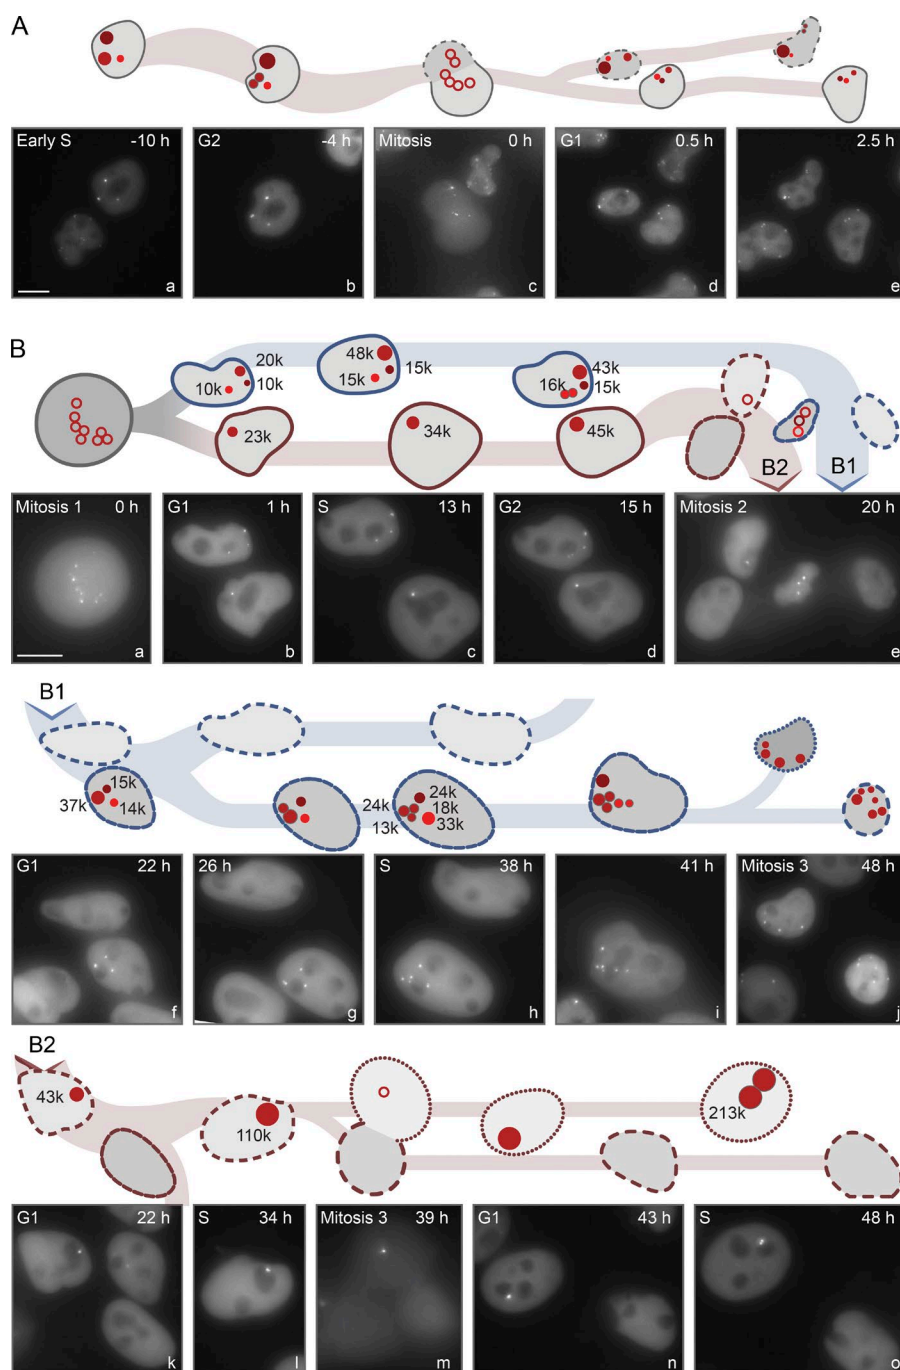 A
Early S -10 h
G2 -4 h
Mitosis 0 h
G1 0.5 h
2.5 h
a
b
c
d
e
B
20k
10k
10k
48k
15k
15k
43k
16k
15k
23k
34k
45k
B2
B1
Mitosis 1 0 h
G1 1 h
S 13 h
G2 15 h
Mitosis 2 20 h
a
b
c
d
e
B1
15k
37k
14k
24k
24k
18k
13k
33k
G1 22 h
26 h
S 38 h
41 h
Mitosis 3 48 h
f
g
h
i
j
B2
43k
110k
213k
G1 22 h
S 34 h
Mitosis 3 39 h
G1 43 h
S 48 h
k
l
m
n
o